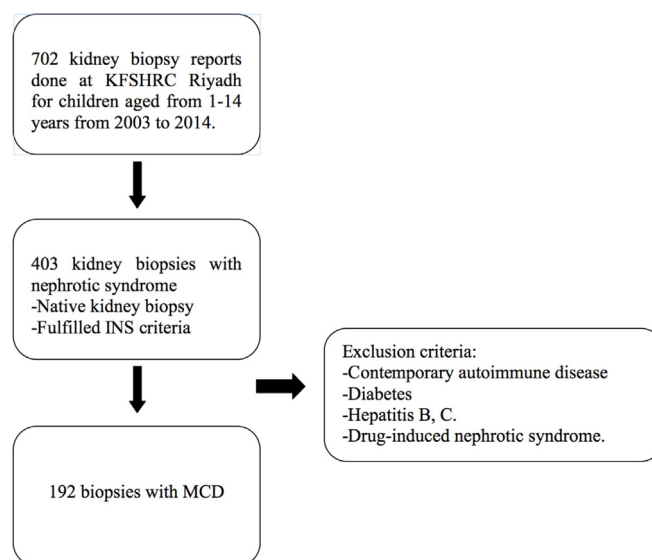 702 kidney biopsy reports
done at KFSHRC Riyadh
for children aged from 1-14
years from 2003 to 2014.
403 kidney biopsies with
nephrotic syndrome
-Native kidney biopsy
-Fulfilled INS criteria
Exclusion criteria:
-Contemporary autoimmune disease
-Diabetes
-Hepatitis B, C.
-Drug-induced nephrotic syndrome.
192 biopsies with MCD